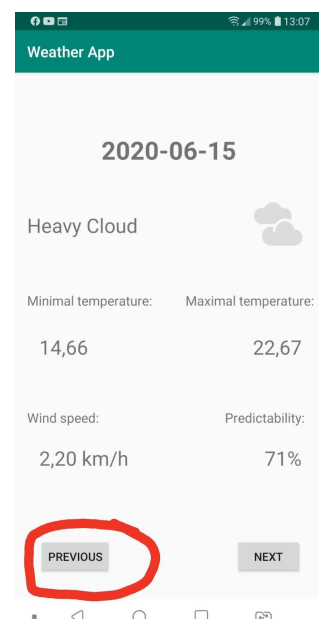 99% 13:07
Weather App
2020-06-15
Heavy Cloud
Minimal temperature: Maximal temperature:
14,66 22,67
Wind speed: Predictability:
2,20 km/h 71%
PREVIOUS NEXT